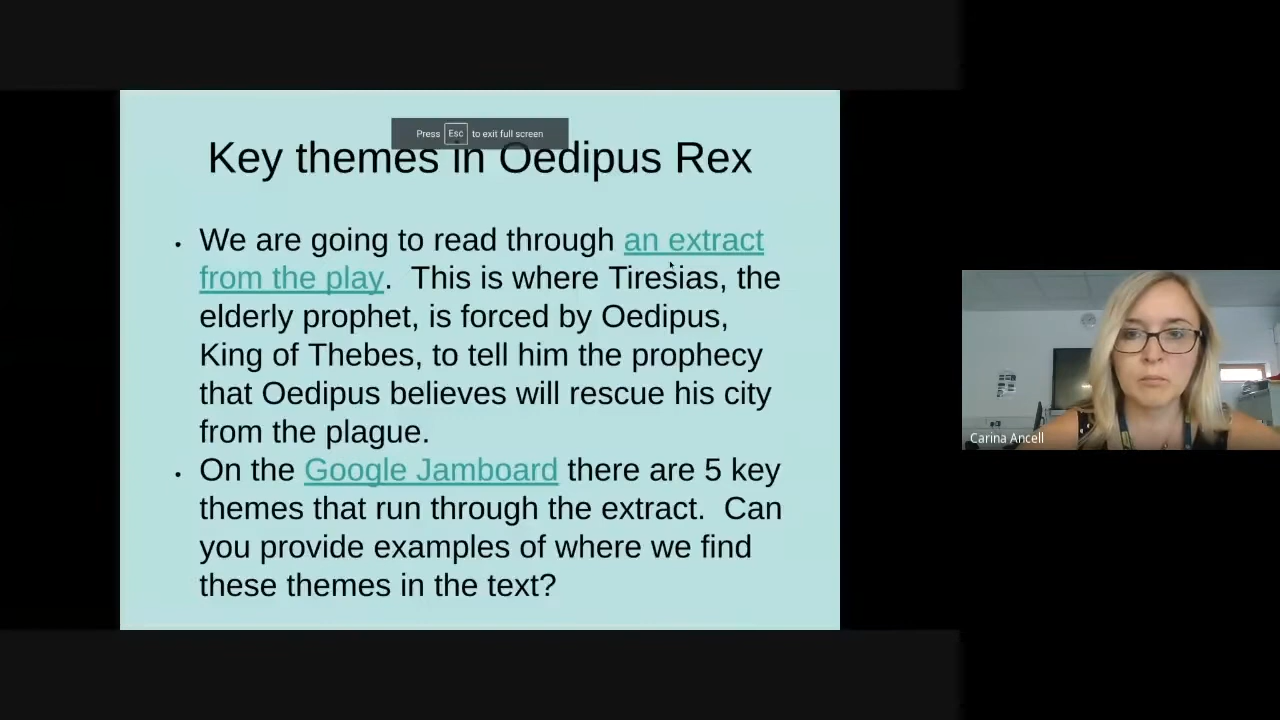 Press Esc to exit full screen
Key themes in Oedipus Rex
• We are going to read through an extract
from the play.  This is where Tiresias, the
elderly prophet, is forced by Oedipus,
King of Thebes, to tell him the prophecy
that Oedipus believes will rescue his city
from the plague.
• On the Google Jamboard there are 5 key
themes that run through the extract.  Can
you provide examples of where we find
these themes in the text?
Carina Ancell